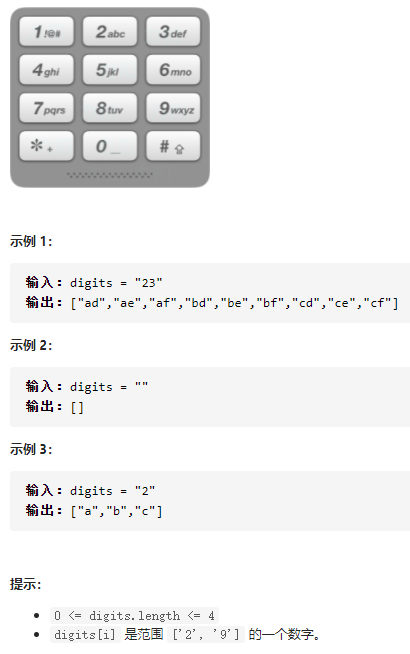 1 !@# 2 abc 3 def
4 ghi 5 jkl 6 mno
7 pqrs 8 tuv 9 wxyz
* + 0 _ #
示例 1：
输入：digits = "23"
输出：["ad","ae","af","bd","be","bf","cd","ce","cf"]
示例 2：
输入：digits = ""
输出：[]
示例 3：
输入：digits = "2"
输出：["a","b","c"]
提示：
• 0 <= digits.length <= 4
• digits[i] 是范围 ['2', '9'] 的一个数字。